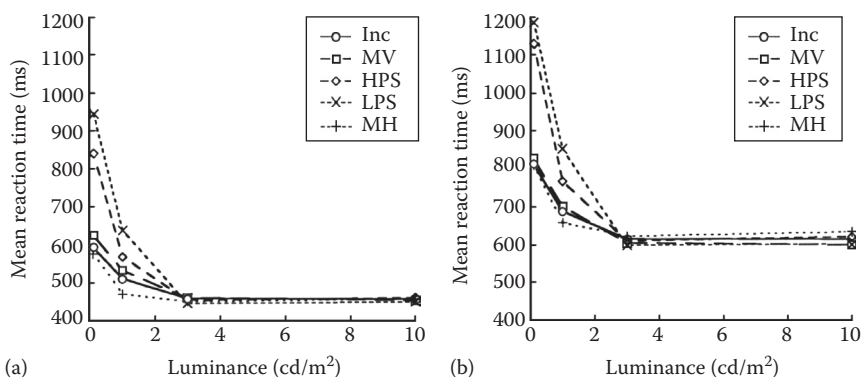 1200
1100
1000
900
800
700
600
500
400
Mean reaction time (ms)
0 2 4 6 8 10
Luminance (cd/m²)
(a)
Inc
MV
HPS
LPS
MH
1200
1100
1000
900
800
700
600
500
400
Mean reaction time (ms)
0 2 4 6 8 10
Luminance (cd/m²)
(b)
Inc
MV
HPS
LPS
MH